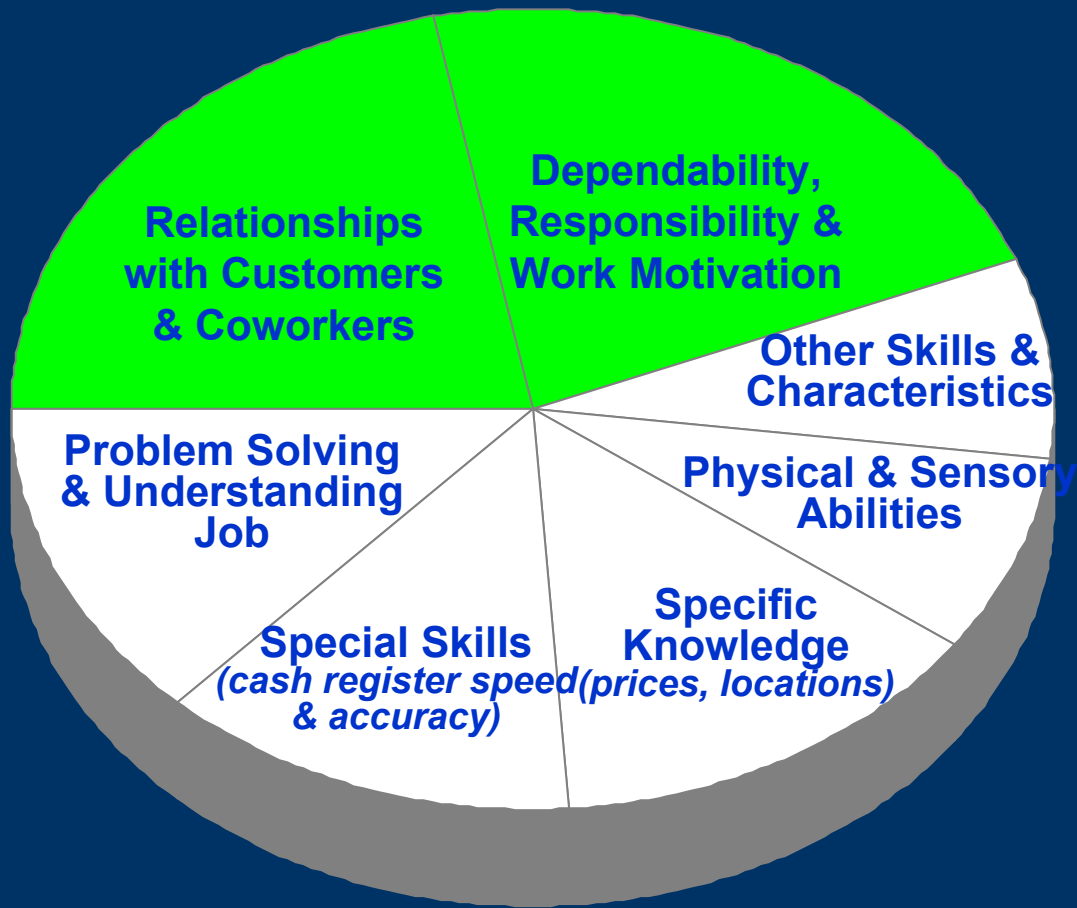 Dependability,
Responsibility &
Work Motivation
Relationships
with Customers
& Coworkers
Other Skills &
Characteristics
Physical & Sensory
Abilities
Problem Solving
& Understanding
Job
Specific
Knowledge
(prices, locations)
Special Skills
(cash register speed
& accuracy)